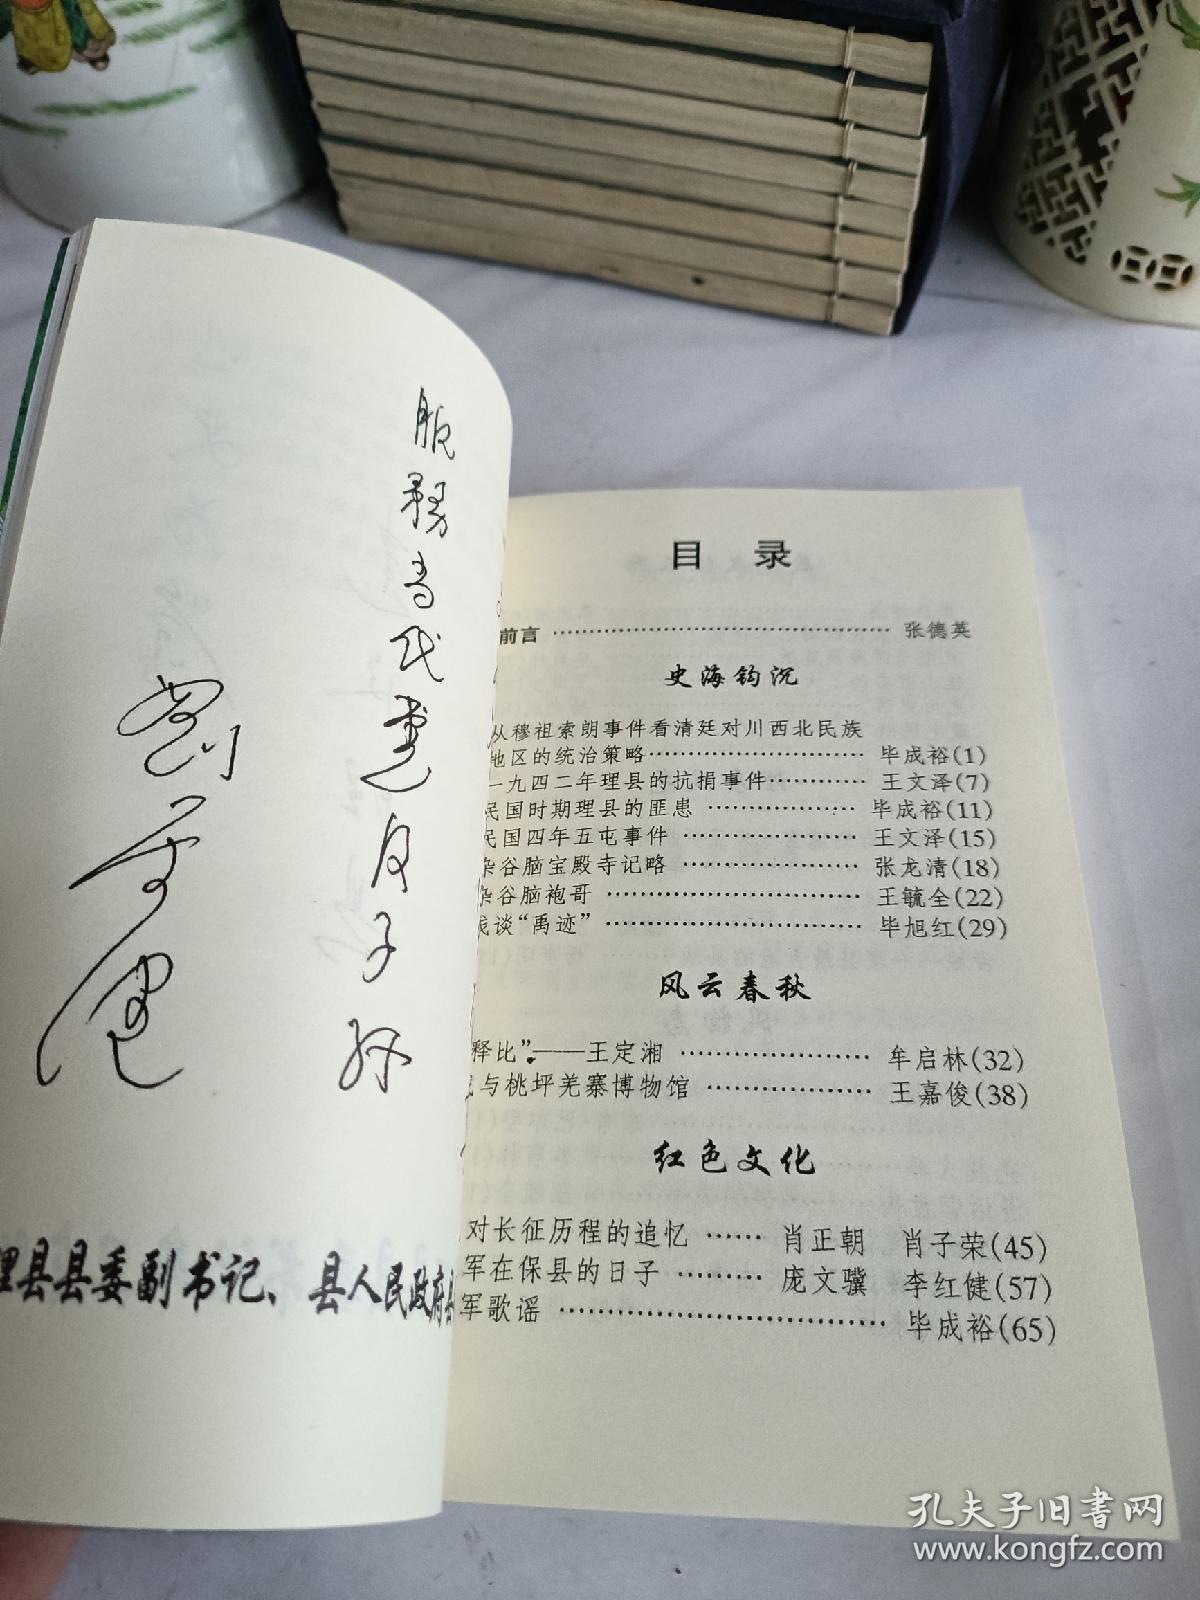 服务当代惠及子孙
理县县委副书记、县人民政府县
目 录
前言 张德英
史海钩沉
从穆祖索朗事件看清廷对川西北民族
地区的统治策略 毕成裕(1)
一九四二年理县的抗捐事件 王文泽(7)
民国时期理县的匪患 毕成裕(11)
民国四年五屯事件 王文泽(15)
杂谷脑宝殿寺记略 张龙清(18)
杂谷脑袍哥 王毓全(22)
浅谈“禹迹” 毕旭红(29)
风云春秋
释比”——王定湘 牟启林(32)
与桃坪羌寨博物馆 王嘉俊(38)
红色文化
对长征历程的追忆 肖正朝 肖子荣(45)
军在保县的日子 庞文骥 李红健(57)
军歌谣 毕成裕(65)
孔夫子旧书网
www.kongfz.com